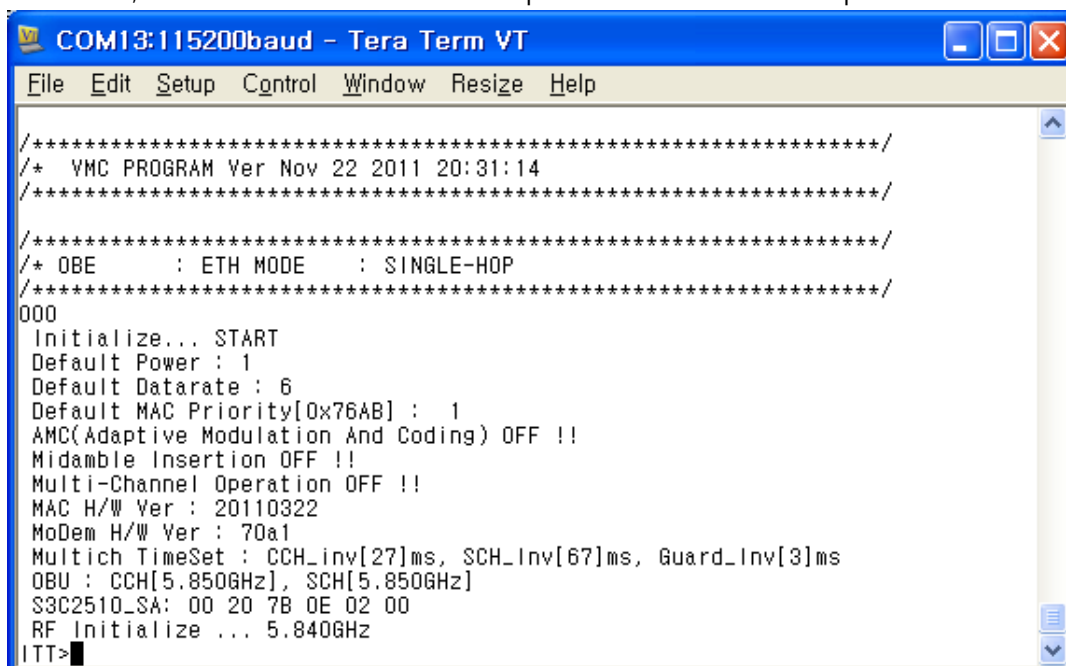 COM13:115200baud - Tera Term VT
File Edit Setup Control Window Resize Help
/*****************************************************************/
/* VMC PROGRAM Ver Nov 22 2011 20:31:14
/*****************************************************************/
/*****************************************************************/
/* OBE : ETH MODE : SINGLE-HOP
/*****************************************************************/
000
Initialize... START
Default Power : 1
Default Datarate : 6
Default MAC Priority[0x76AB] : 1
AMC(Adaptive Modulation And Coding) OFF !!
Midamble Insertion OFF !!
Multi-Channel Operation OFF !!
MAC H/W Ver : 20110322
MoDem H/W Ver : 70a1
Multich TimeSet : CCH_inv[27]ms, SCH_Inv[67]ms, Guard_Inv[3]ms
OBU : CCH[5.850GHz], SCH[5.850GHz]
S3C2510_SA: 00 20 7B 0E 02 00
RF Initialize ... 5.840GHz
ITT>